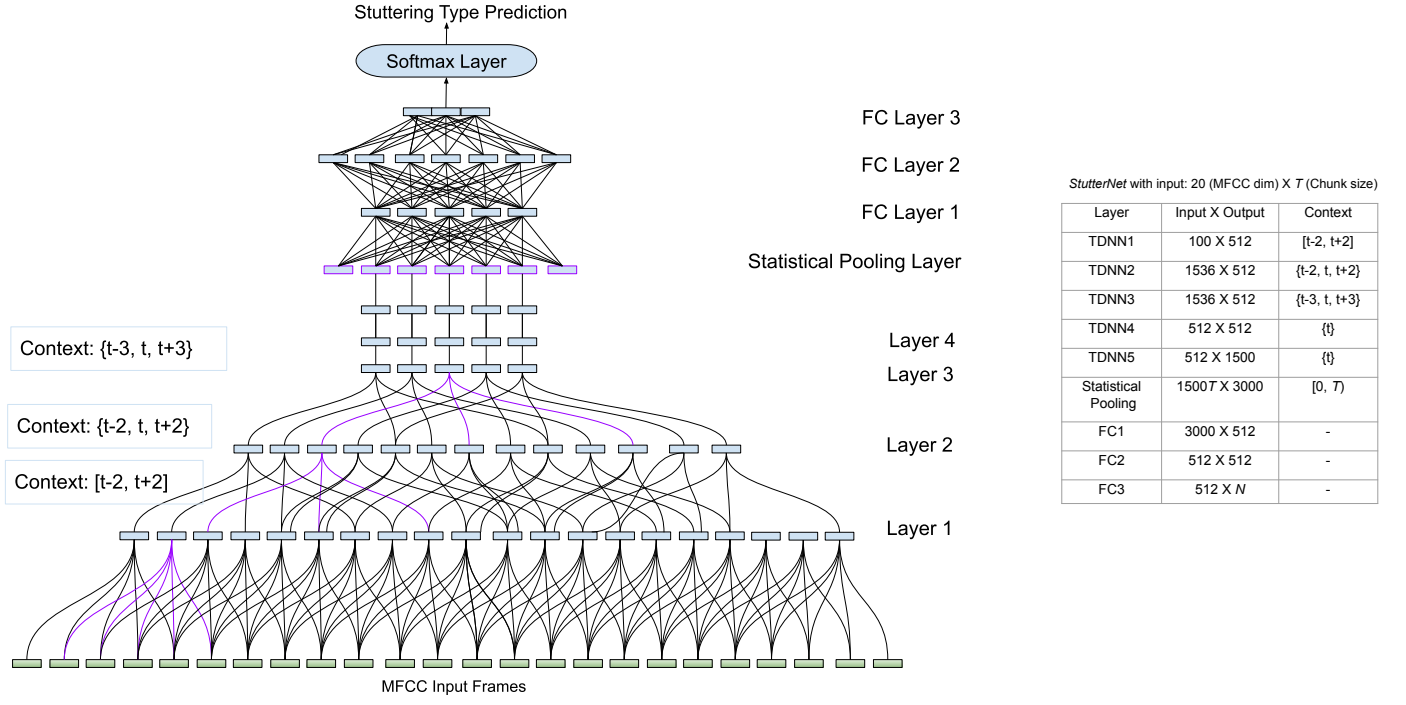 Stuttering Type Prediction
Softmax Layer
FC Layer 3
FC Layer 2
FC Layer 1
Statistical Pooling Layer
Layer 4
Context: {t-3, t, t+3}
Layer 3
Context: {t-2, t, t+2}
Layer 2
Context: [t-2, t+2]
Layer 1
MFCC Input Frames
StutterNet with input: 20 (MFCC dim) X T (Chunk size)
Layer Input X Output Context
TDNN1 100 X 512 [t-2, t+2]
TDNN2 1536 X 512 {t-2, t, t+2}
TDNN3 1536 X 512 {t-3, t, t+3}
TDNN4 512 X 512 {t}
TDNN5 512 X 1500 {t}
Statistical Pooling 1500T X 3000 [0, T)
FC1 3000 X 512 -
FC2 512 X 512 -
FC3 512 X N -